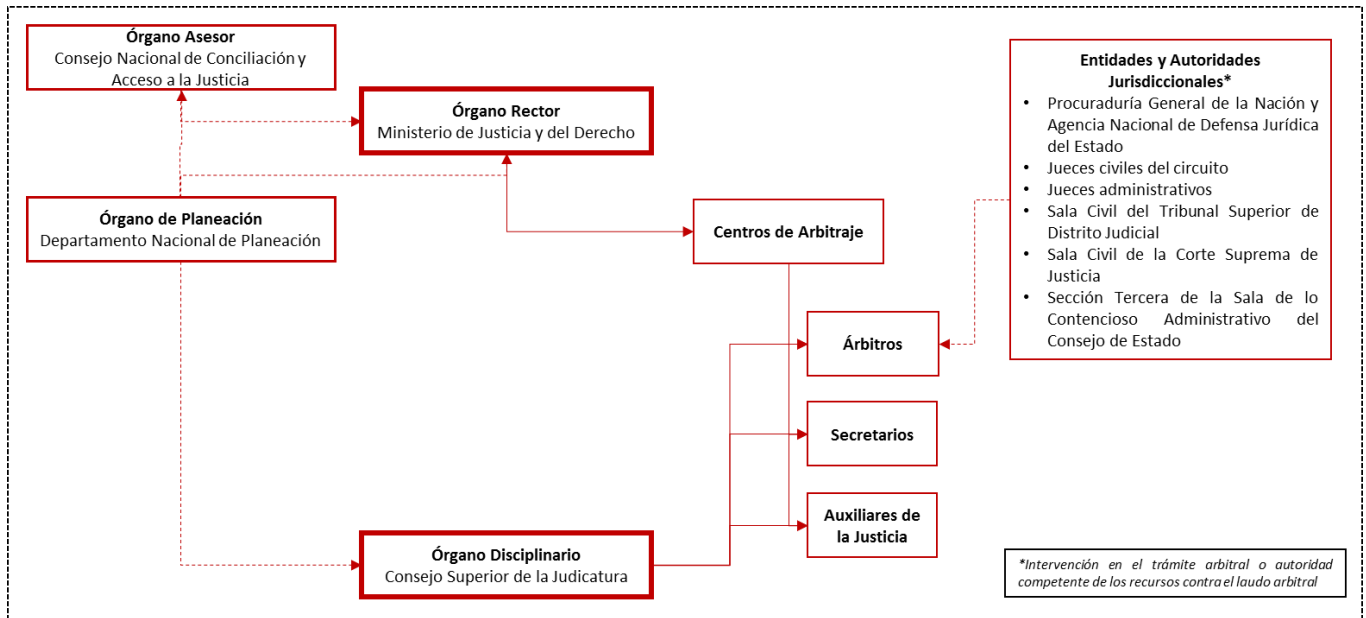 Órgano Asesor
Consejo Nacional de Conciliación y
Acceso a la Justicia
Órgano Rector
Ministerio de Justicia y del Derecho
Órgano de Planeación
Departamento Nacional de Planeación
Centros de Arbitraje
Árbitros
Secretarios
Auxiliares de
la Justicia
Órgano Disciplinario
Consejo Superior de la Judicatura
Entidades y Autoridades
Jurisdiccionales*
• Procuraduría General de la Nación y
Agencia Nacional de Defensa Jurídica
del Estado
• Jueces civiles del circuito
• Jueces administrativos
• Sala Civil del Tribunal Superior de
Distrito Judicial
• Sala Civil de la Corte Suprema de
Justicia
• Sección Tercera de la Sala de lo
Contencioso Administrativo del
Consejo de Estado
*Intervención en el trámite arbitral o autoridad
competente de los recursos contra el laudo arbitral